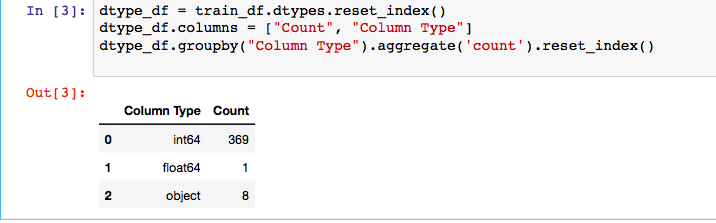 In [3]: dtype_df = train_df.dtypes.reset_index()
dtype_df.columns = ["Count", "Column Type"]
dtype_df.groupby("Column Type").aggregate('count').reset_index()
Out[3]:
Column Type Count
0 int64 369
1 float64 1
2 object 8